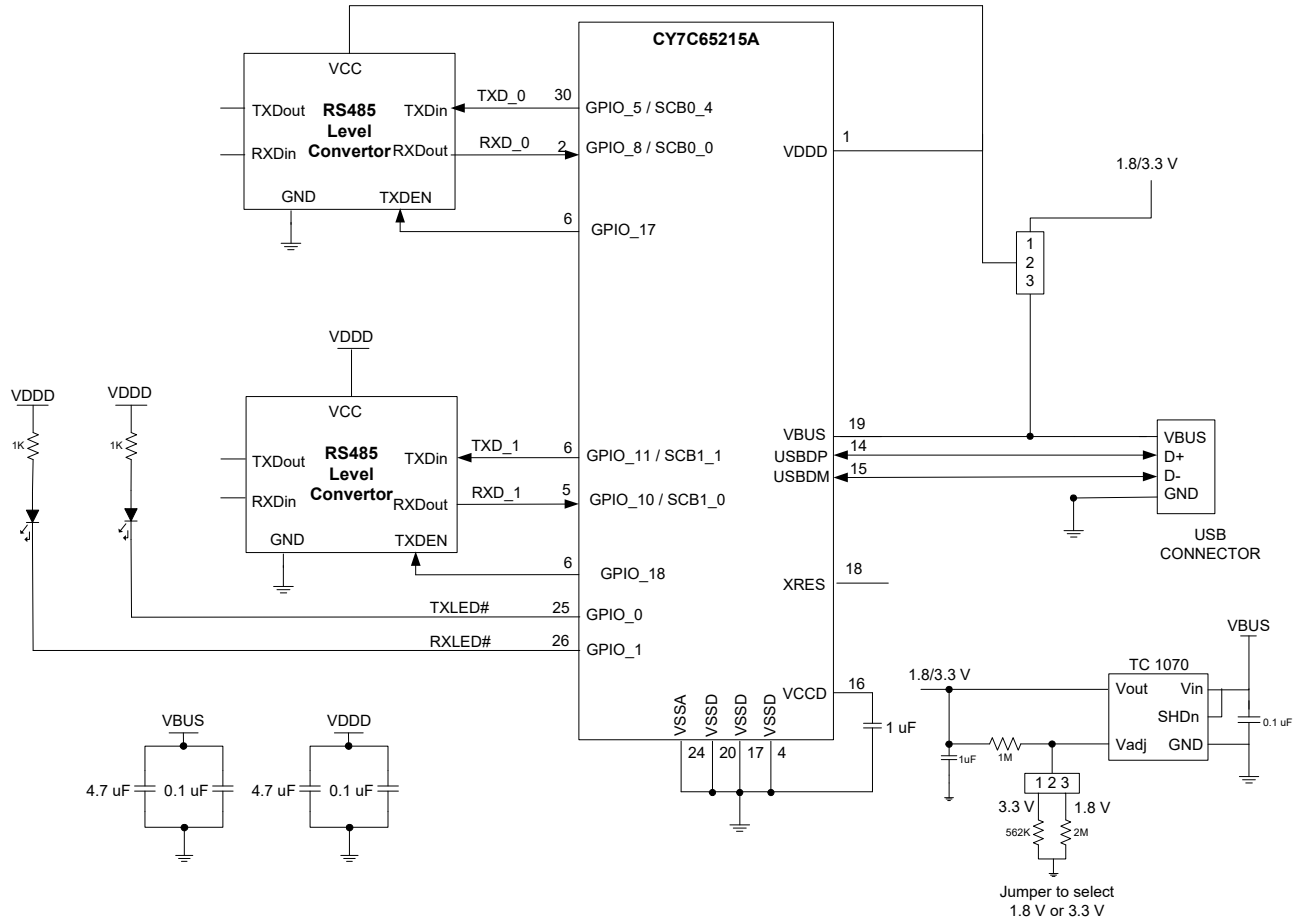 CY7C65215A
VCC
TXDout
RS485
Level
Convertor
TXDin
RXDin
RXDout
GND
TXDEN
TXD_0
30
GPIO_5 / SCB0_4
RXD_0
2
GPIO_8 / SCB0_0
6
GPIO_17
VDDD
1
1.8/3.3 V
1
2
3
VDDD
VCC
TXDout
RS485
Level
Convertor
TXDin
RXDin
RXDout
GND
TXDEN
TXD_1
6
GPIO_11 / SCB1_1
RXD_1
5
GPIO_10 / SCB1_0
6
GPIO_18
VDDD
VDDD
1K
1K
TXLED#
25
GPIO_0
RXLED#
26
GPIO_1
VBUS
19
USBDP
14
USBDM
15
VBUS
D+
D-
GND
USB
CONNECTOR
XRES
18
VCCD
16
1 uF
VSSA
VSSD
VSSD
VSSD
24
20
17
4
VBUS
4.7 uF
0.1 uF
VDDD
4.7 uF
0.1 uF
VBUS
TC 1070
1.8/3.3 V
Vout
Vin
SHDn
Vadj
GND
0.1 uF
1uF
1M
1 2 3
3.3 V
1.8 V
562K
2M
Jumper to select
1.8 V or 3.3 V